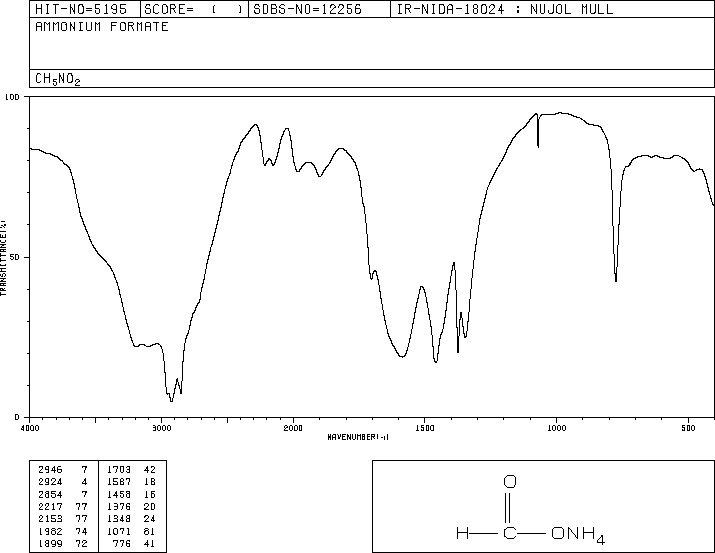 HIT-NO=5195 SCORE= ( ) SDBS-NO=12256 IR-NIDA-18024 : NUJOL MULL
AMMONIUM FORMATE
CH5NO2
100
TRANSMITTANCE(%)
50
0
4000 3000 2000 1500 1000 500
WAVENUMBER(-1)
2946 7 1703 42
2924 4 1587 18
2854 7 1458 16
2217 77 1376 20
2153 77 1348 24
1982 74 1071 81
1899 72 776 41
O
H C ONH4